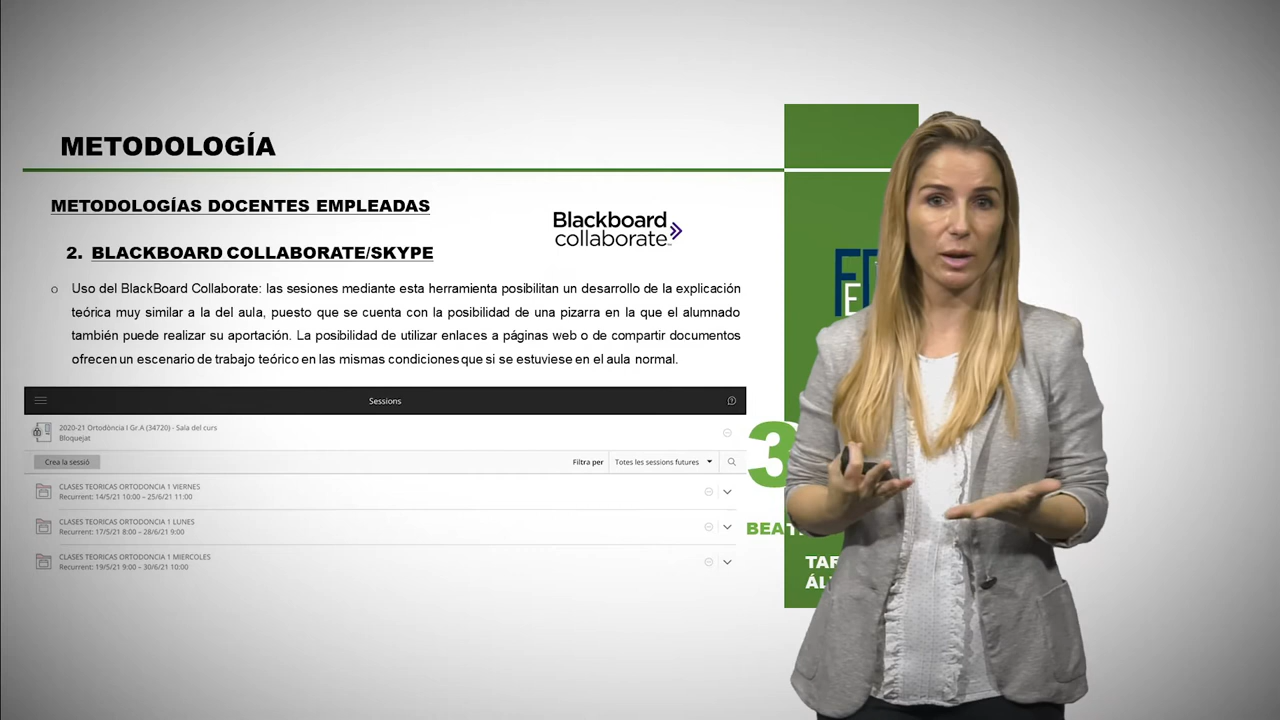 METODOLOGÍA
METODOLOGÍAS DOCENTES EMPLEADAS
Blackboard
collaborate
2. BLACKBOARD COLLABORATE/SKYPE
o Uso del BlackBoard Collaborate: las sesiones mediante esta herramienta posibilitan un desarrollo de la explicación
teórica muy similar a la del aula, puesto que se cuenta con la posibilidad de una pizarra en la que el alumnado
también puede realizar su aportación. La posibilidad de utilizar enlaces a páginas web o de compartir documentos
ofrecen un escenario de trabajo teórico en las mismas condiciones que si se estuviese en el aula normal.
Sessions
2020-21 Ortodòncia I Gr.A (34720) - Sala del curs
Bloquejat
Crea la sessió
Filtra per Totes les sessions futures
CLASES TEORICAS ORTODONCIA 1 VIERNES
Recurrent: 14/5/21 10:00 – 25/6/21 11:00
CLASES TEORICAS ORTODONCIA 1 LUNES
Recurrent: 17/5/21 8:00 – 28/6/21 9:00
CLASES TEORICAS ORTODONCIA 1 MIERCOLES
Recurrent: 19/5/21 9:00 – 30/6/21 10:00
3